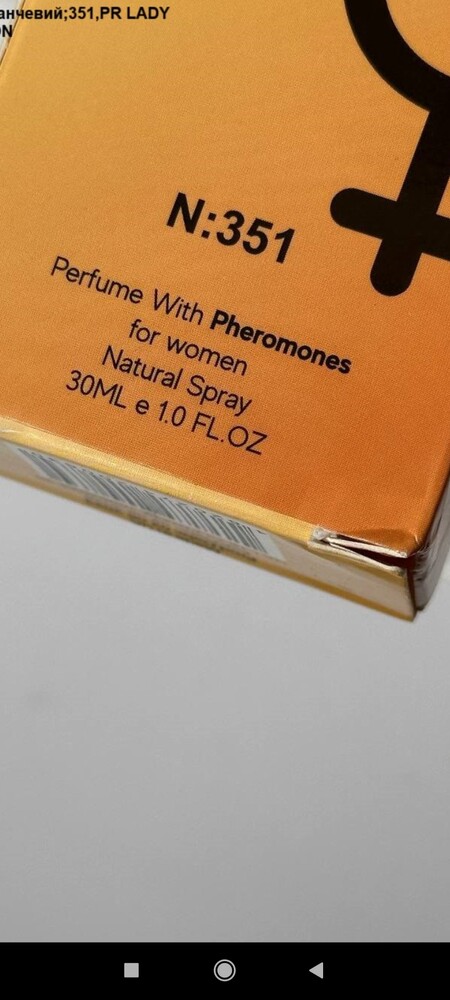 анчевий;351,PR LADY
N:351
Perfume With Pheromones
for women
Natural Spray
30ML e 1.0 FL.OZ